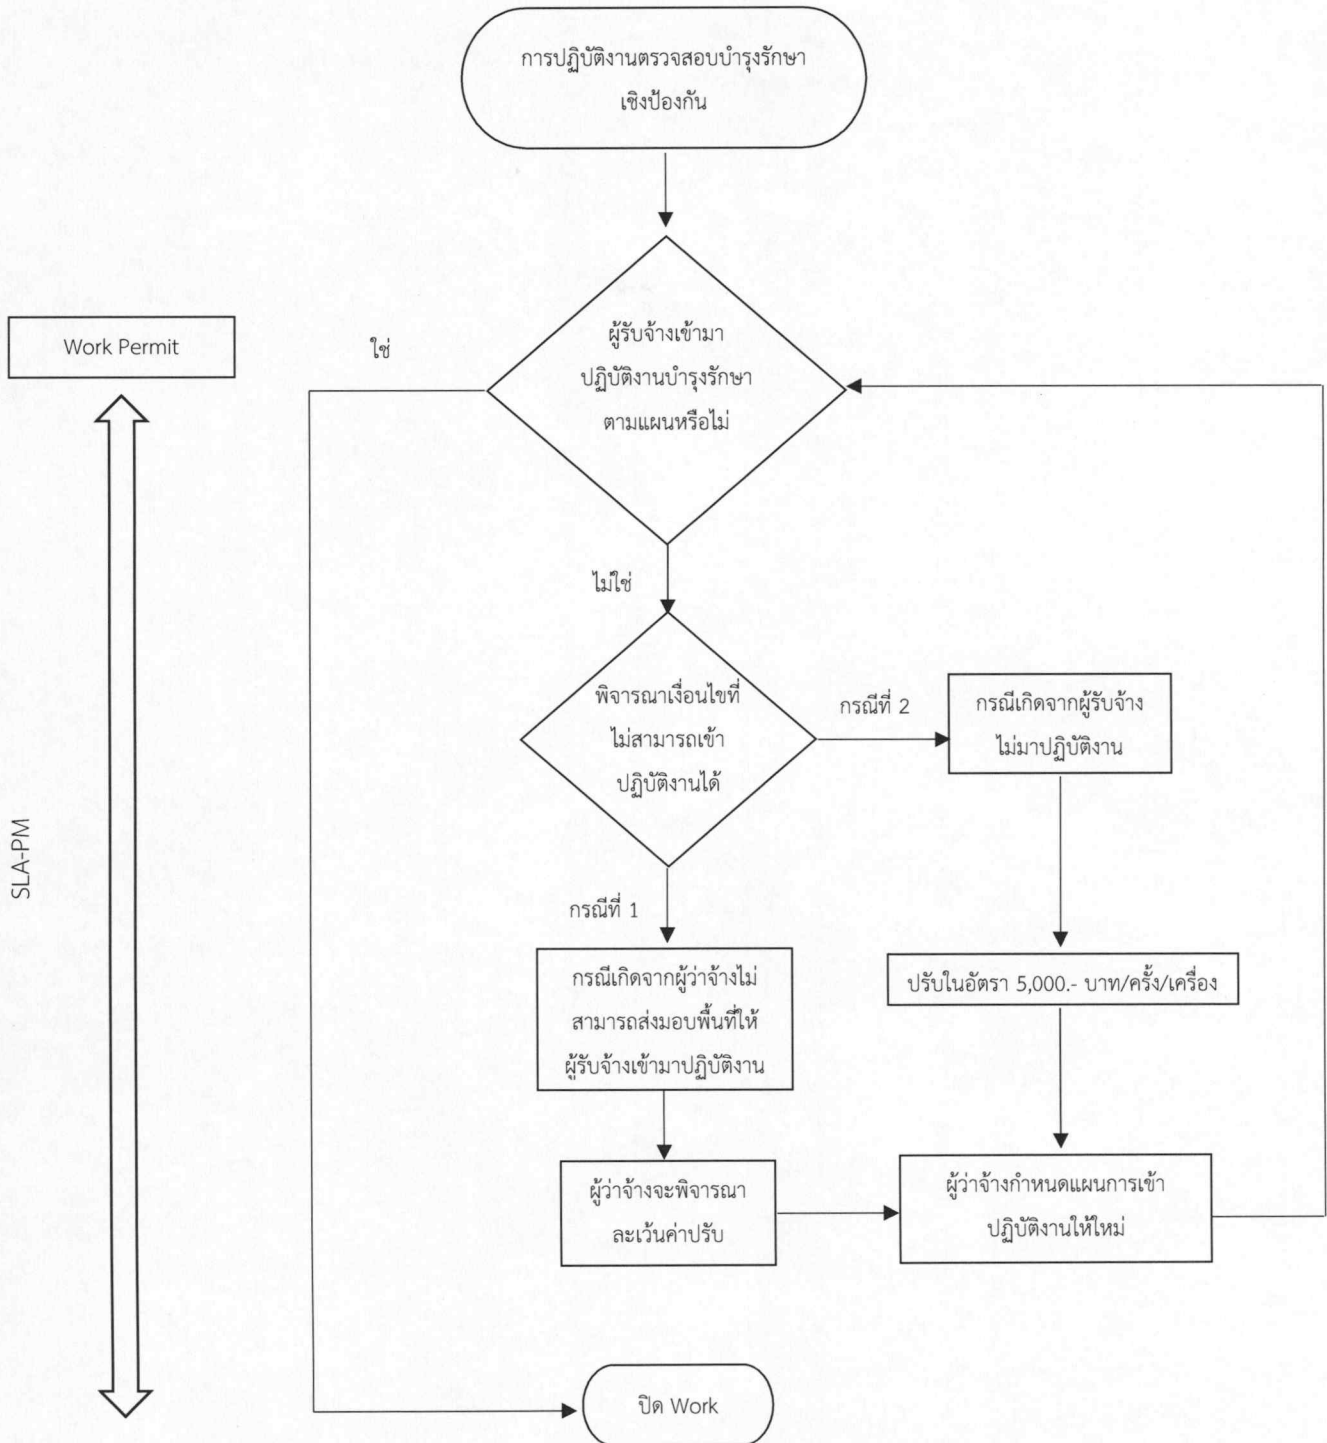 การปฏิบัติงานตรวจสอบบำรุงรักษา
เชิงป้องกัน
Work Permit
ใช่
ผู้รับจ้างเข้ามา
ปฏิบัติงานบำรุงรักษา
ตามแผนหรือไม่
ไม่ใช่
พิจารณาเงื่อนไขที่
ไม่สามารถเข้า
ปฏิบัติงานได้
กรณีที่ 2
กรณีเกิดจากผู้รับจ้าง
ไม่มาปฏิบัติงาน
SLA-PM
กรณีที่ 1
กรณีเกิดจากผู้ว่าจ้างไม่
สามารถส่งมอบพื้นที่ให้
ผู้รับจ้างเข้ามาปฏิบัติงาน
ปรับในอัตรา 5,000.- บาท/ครั้ง/เครื่อง
ผู้ว่าจ้างจะพิจารณา
ละเว้นค่าปรับ
ผู้ว่าจ้างกำหนดแผนการเข้า
ปฏิบัติงานให้ใหม่
ปิด Work